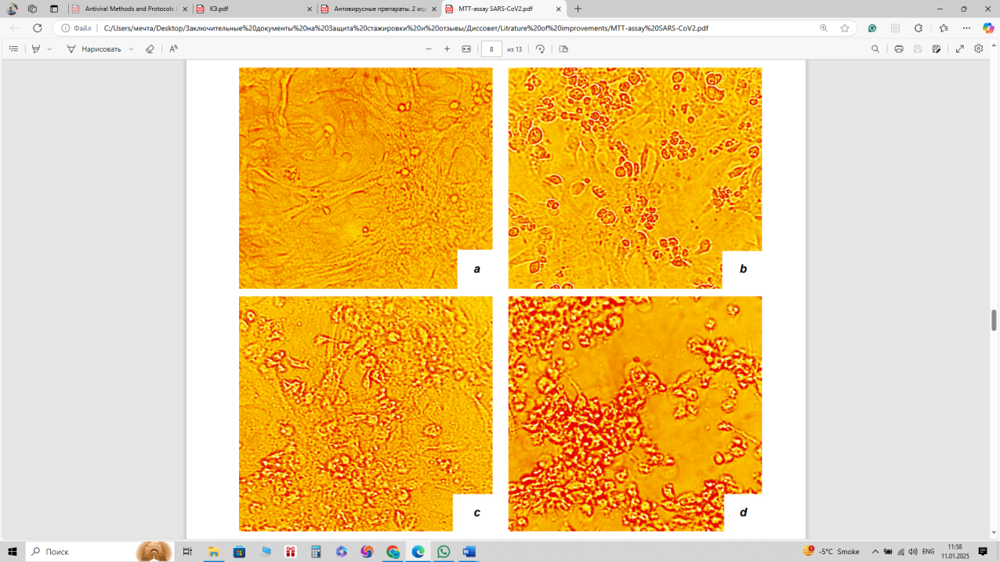 Antiviral Methods and Protocols
КЭ.pdf
Антивирусные препараты. 2 изд
MTT-assay SARS-CoV2.pdf
Файл
C:/Users/мечта/Desktop/Заключительные%20документы%20на%20Защита%20стажировки%20и%20отзывы/Диссовет/Litrature%20of%20improvements/MTT-assay%20SARS-CoV2.pdf
Нарисовать
8 из 13
a
b
c
d
Поиск
-5°C Smoke
ENG
11:58
11.01.2025